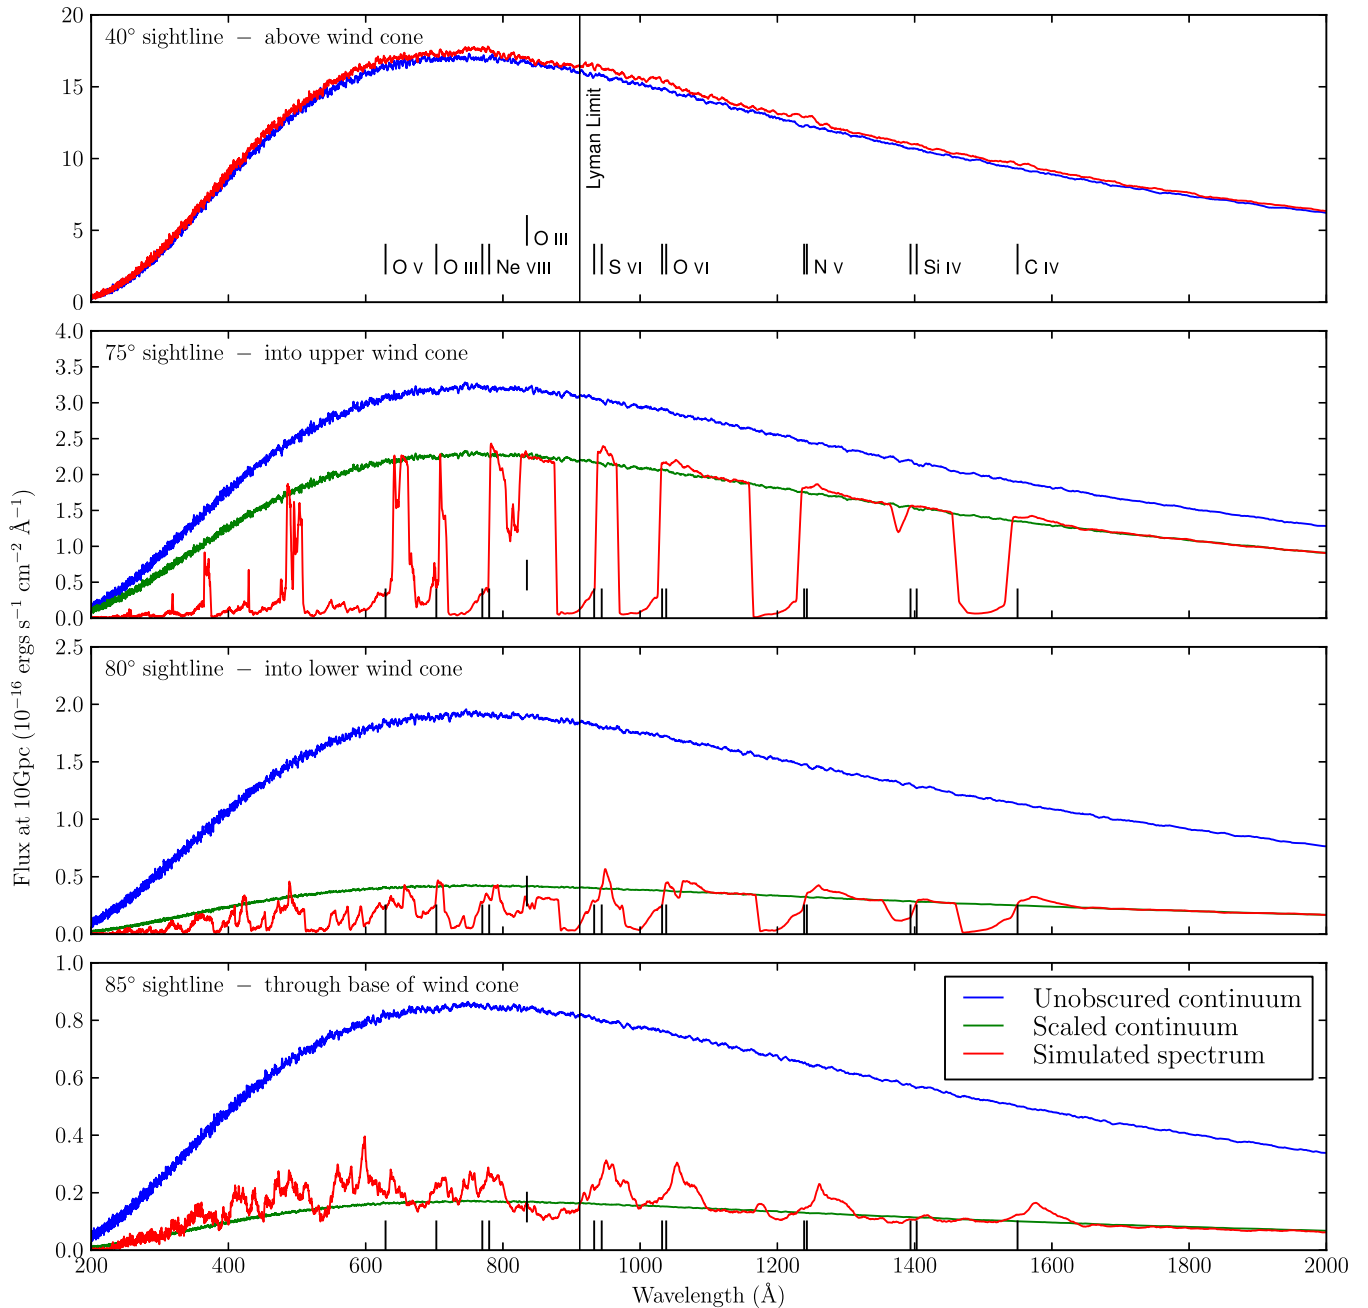 20
15
10
5
0
40° sightline − above wind cone
Lyman Limit
O III
O V
O III
Ne VIII
S VI
O VI
N V
Si IV
C IV
4.0
3.5
3.0
2.5
2.0
1.5
1.0
0.5
0.0
75° sightline − into upper wind cone
Flux at 10Gpc (10⁻¹⁶ ergs s⁻¹ cm⁻² Å⁻¹)
2.5
2.0
1.5
1.0
0.5
0.0
80° sightline − into lower wind cone
1.0
0.8
0.6
0.4
0.2
0.0
85° sightline − through base of wind cone
Unobscured continuum
Scaled continuum
Simulated spectrum
200 400 600 800 1000 1200 1400 1600 1800 2000
Wavelength (Å)